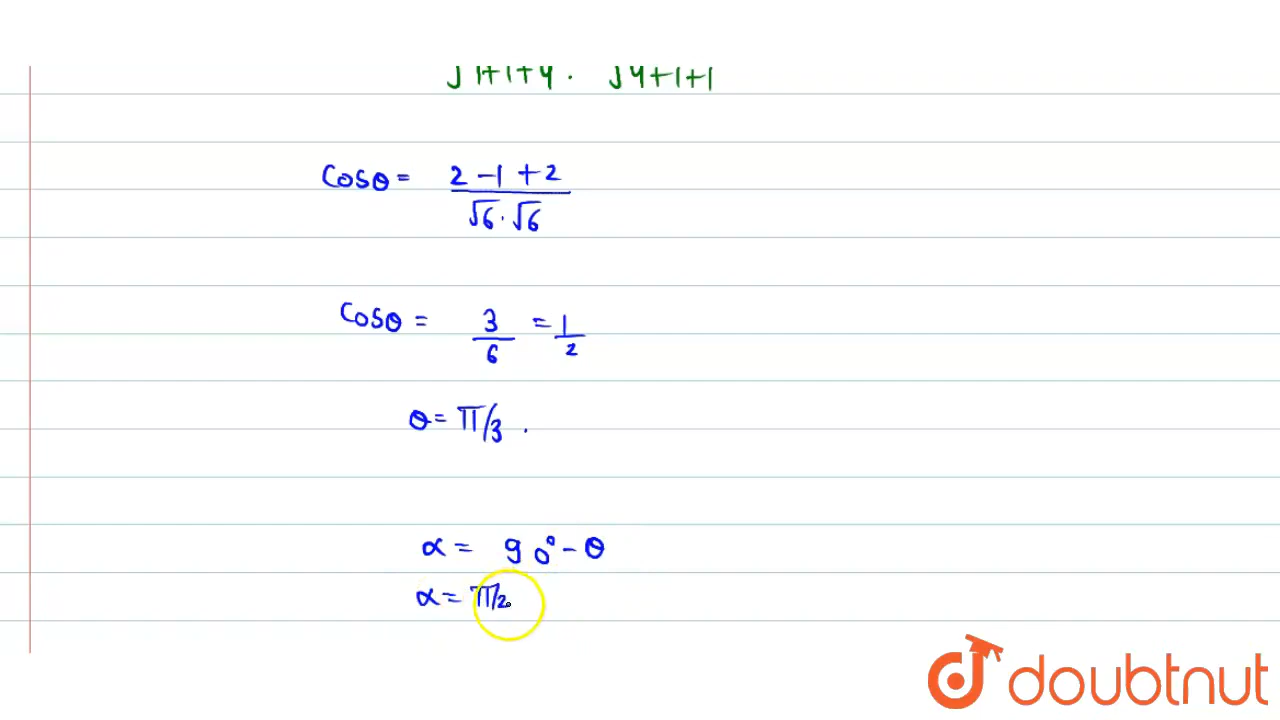 √1+1+4 . √4+1+1
cosθ = 2 -1 +2 / √6 . √6
cosθ = 3/6 = 1/2
θ = π/3 .
α = 90° - θ
α = π/2
doubtnut